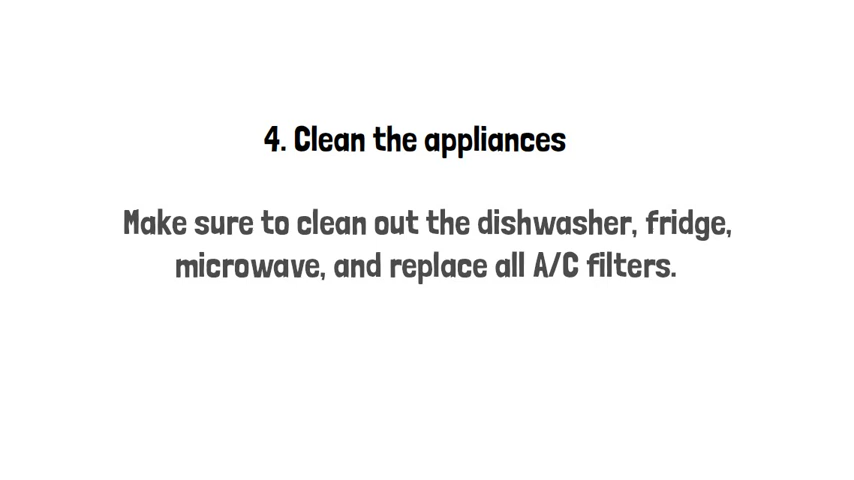 4. Clean the appliances
Make sure to clean out the dishwasher, fridge,
microwave, and replace all A/C filters.